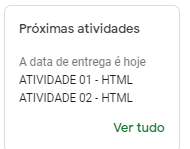 Próximas atividades
A data de entrega é hoje
ATIVIDADE 01 - HTML
ATIVIDADE 02 - HTML
Ver tudo